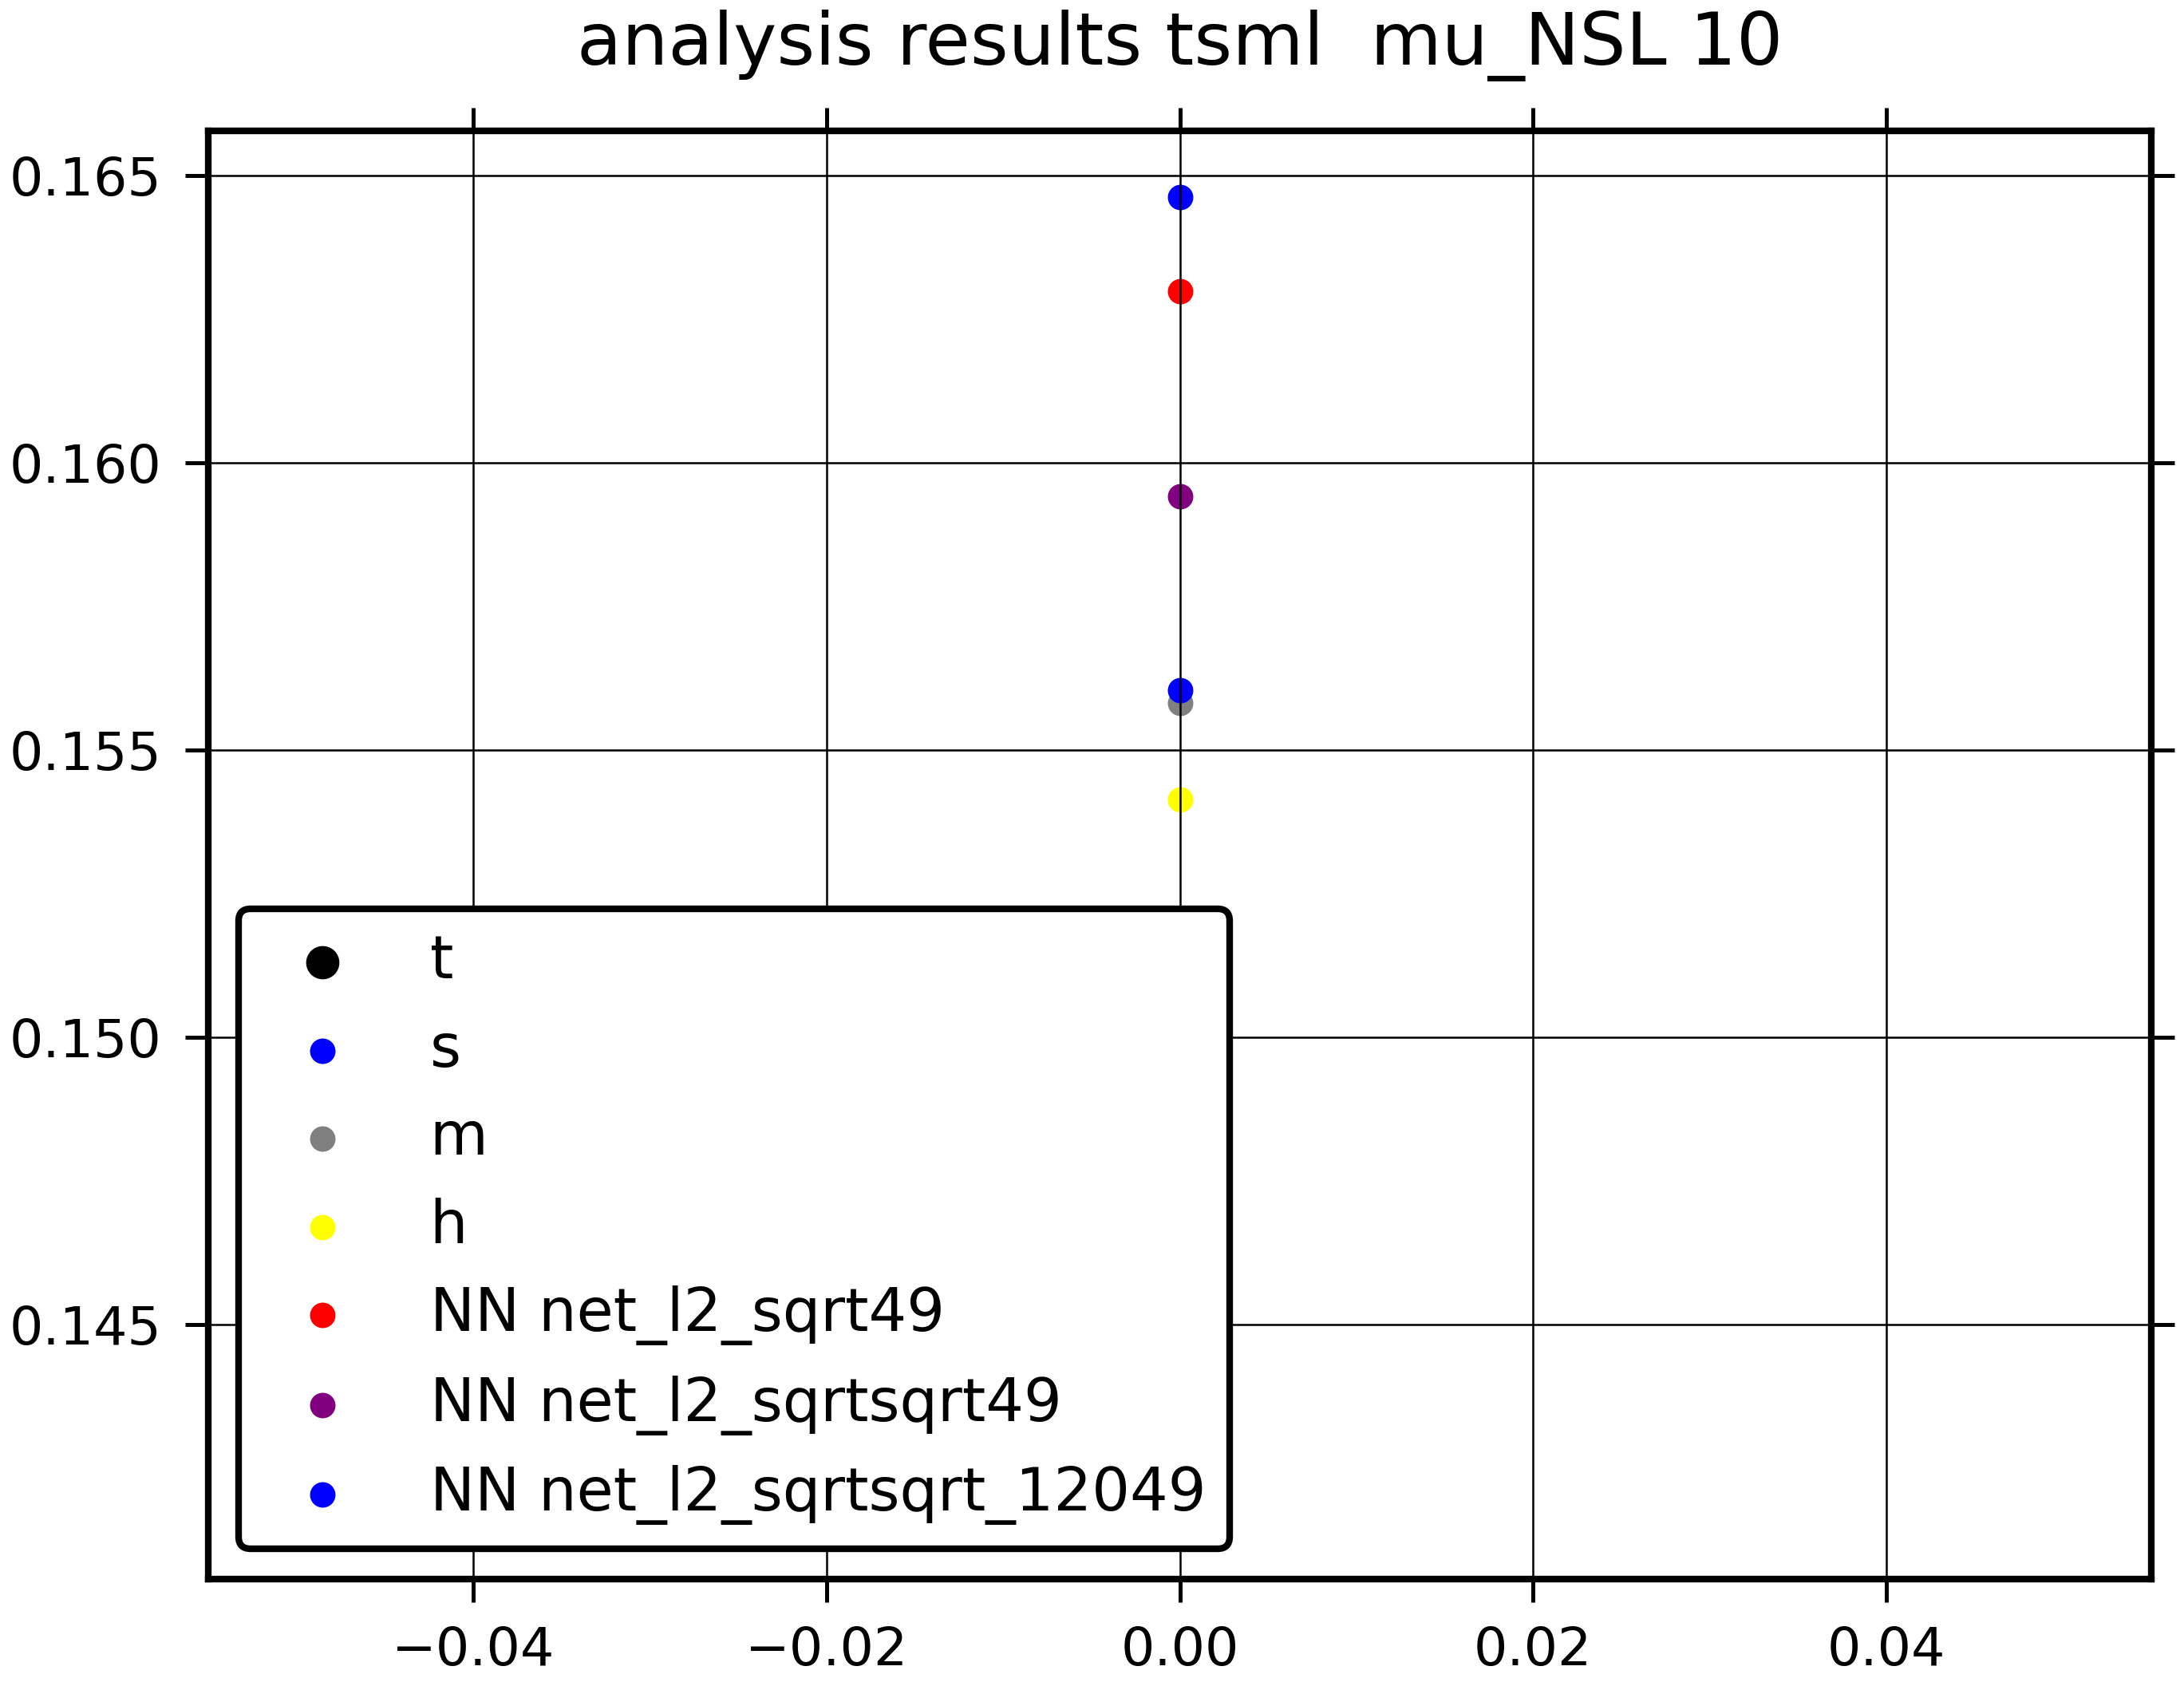 analysis results tsml  mu_NSL 10
0.165
0.160
0.155
0.150
0.145
t
s
m
h
NN net_l2_sqrt49
NN net_l2_sqrtsqrt49
NN net_l2_sqrtsqrt_12049
−0.04 −0.02 0.00 0.02 0.04